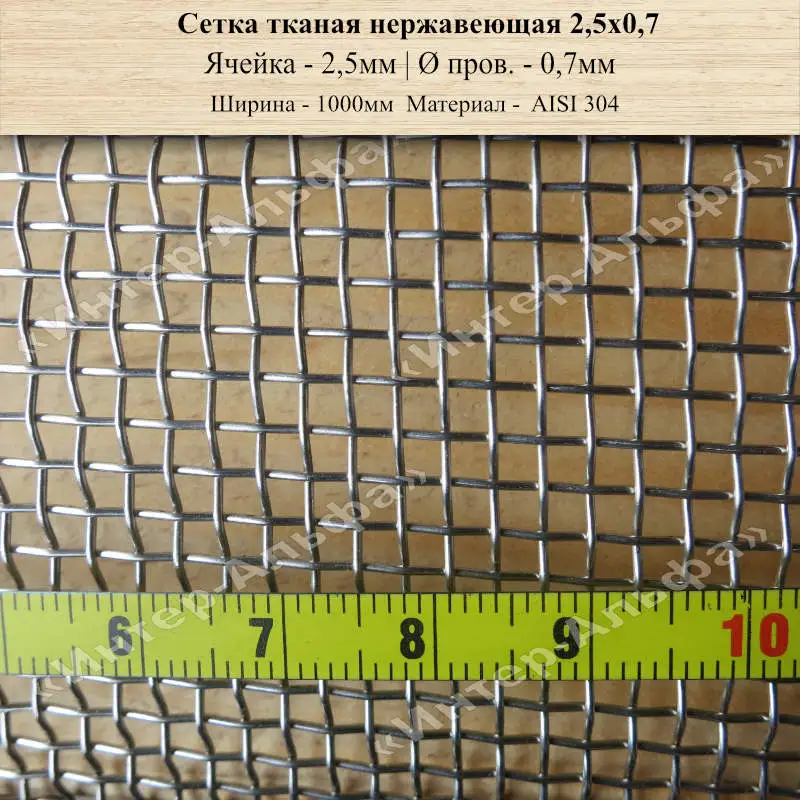 Сетка тканая нержавеющая 2,5х0,7
Ячейка - 2,5мм | Ø пров. - 0,7мм
Ширина - 1000мм Материал - AISI 304
«Интер-Альфа»
«Интер-Альфа»
«Интер-Альфа»
«Интер-Альфа»
6 7 8 9 10